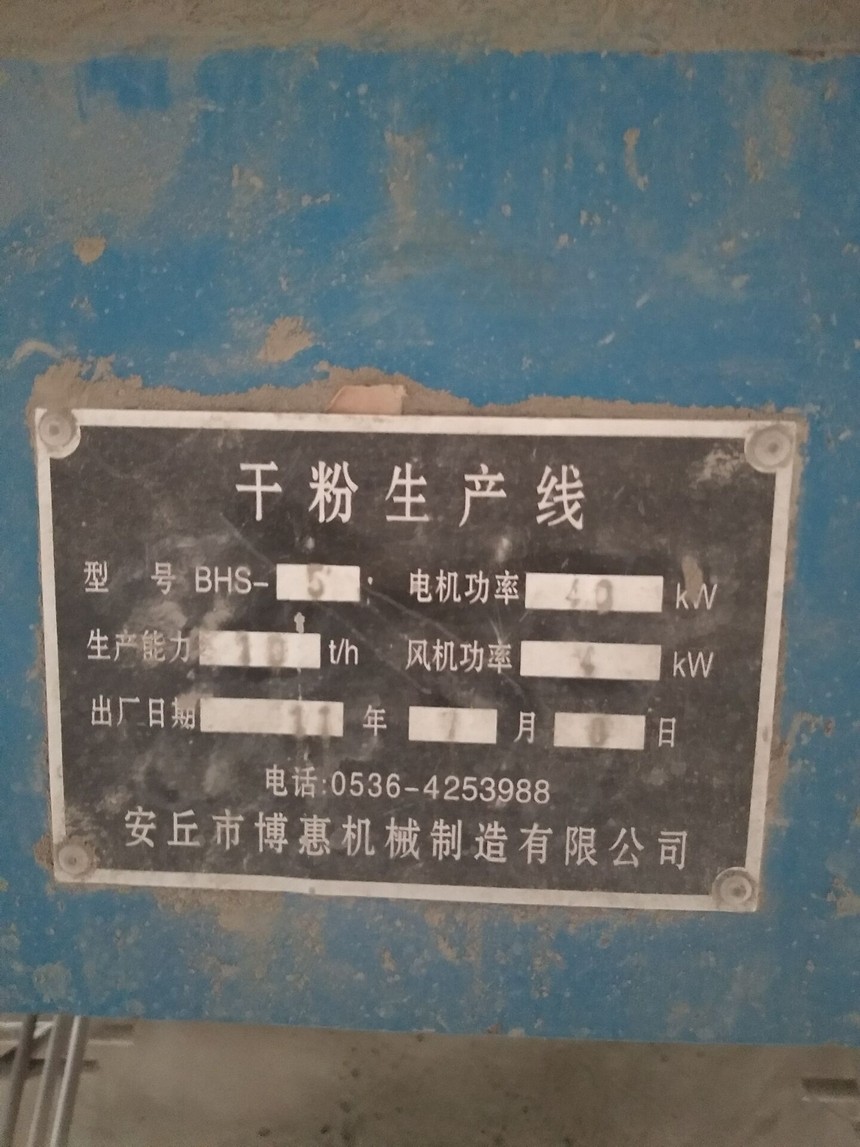 干粉生产线
型 号 BHS-5 电机功率 40 kW
生产能力 10 t/h 风机功率 kW
出厂日期 11 年 7 月 日
电话:0536-4253988
安丘市博惠机械制造有限公司